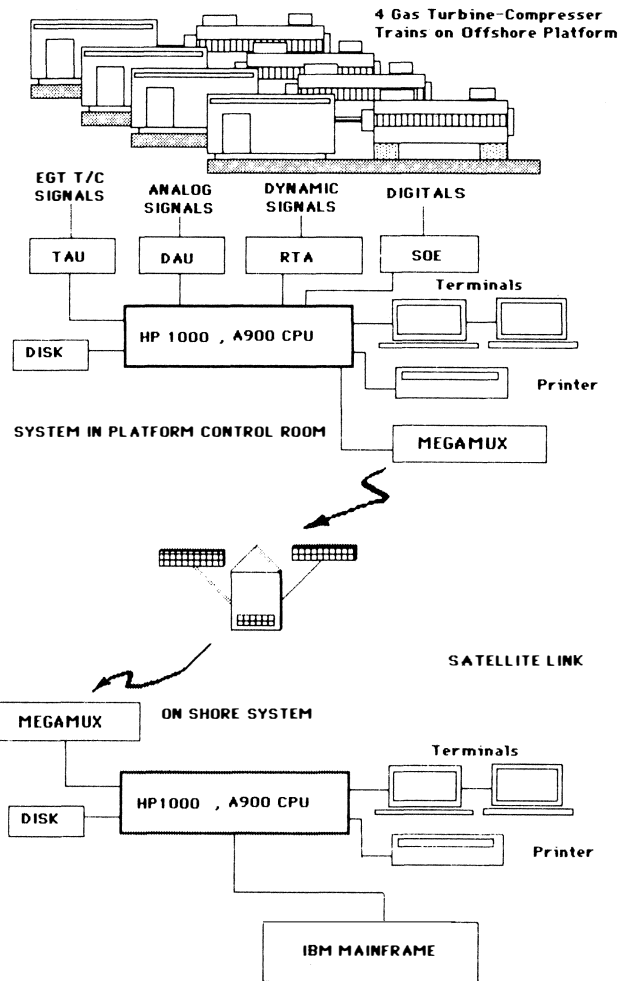 4 Gas Turbine-Compresser
Trains on Offshore Platform
EGT T/C
SIGNALS
ANALOG
SIGNALS
DYNAMIC
SIGNALS
DIGITALS
TAU
DAU
RTA
SOE
Terminals
HP 1000 , A900 CPU
DISK
Printer
SYSTEM IN PLATFORM CONTROL ROOM
MEGAMUX
SATELLITE LINK
MEGAMUX
ON SHORE SYSTEM
Terminals
HP1000 , A900 CPU
DISK
Printer
IBM MAINFRAME